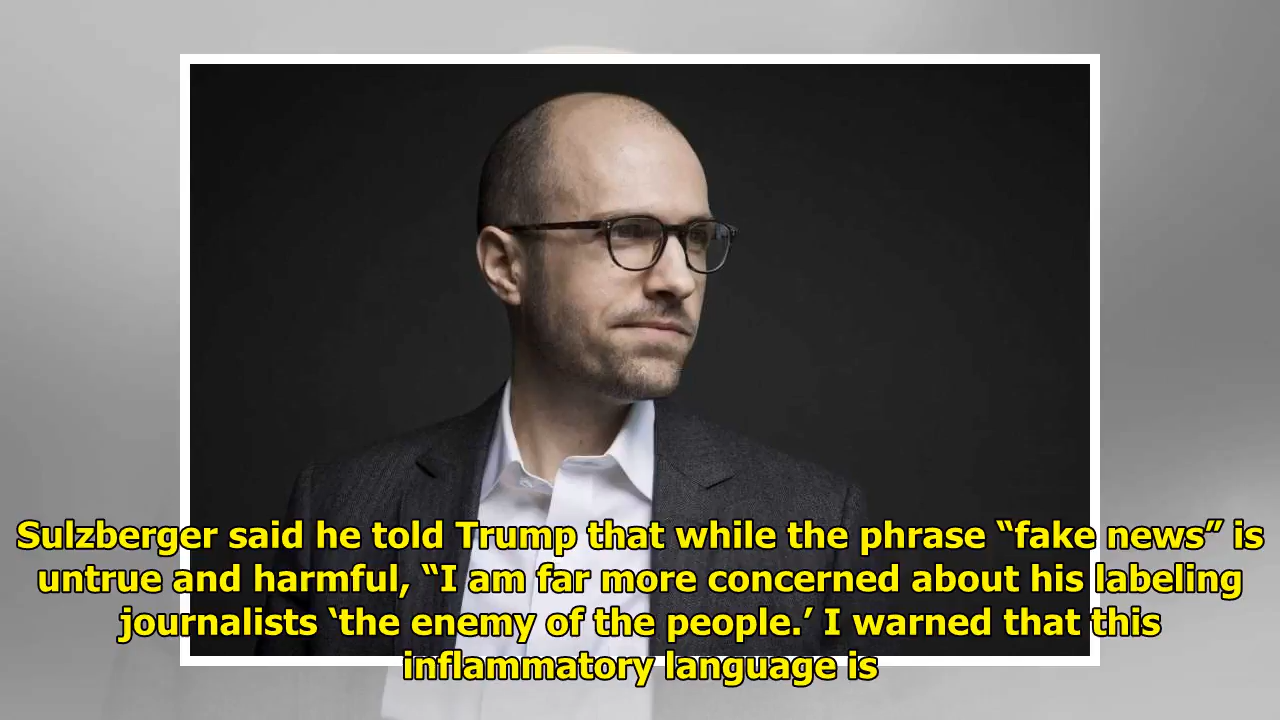 Sulzberger said he told Trump that while the phrase “fake news” is
untrue and harmful, “I am far more concerned about his labeling
journalists ‘the enemy of the people.’ I warned that this
inflammatory language is